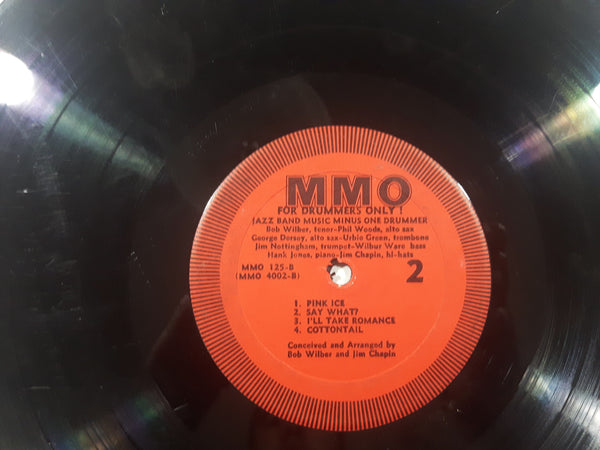 MMO
FOR DRUMMERS ONLY !
JAZZ BAND MUSIC MINUS ONE DRUMMER
Bob Wilber, tenor-Phil Woods, alto sax
George Dorsey, alto sax-Urbie Green, trombone
Jim Nottingham, trumpet-Wilbur Ware bass
Hank Jones, piano-Jim Chapin, hi-hats
MMO 125-B
(MMO 4002-B)
2
1. PINK ICE
2. SAY WHAT?
3. I'LL TAKE ROMANCE
4. COTTONTAIL
Conceived and Arranged by
Bob Wilber and Jim Chapin